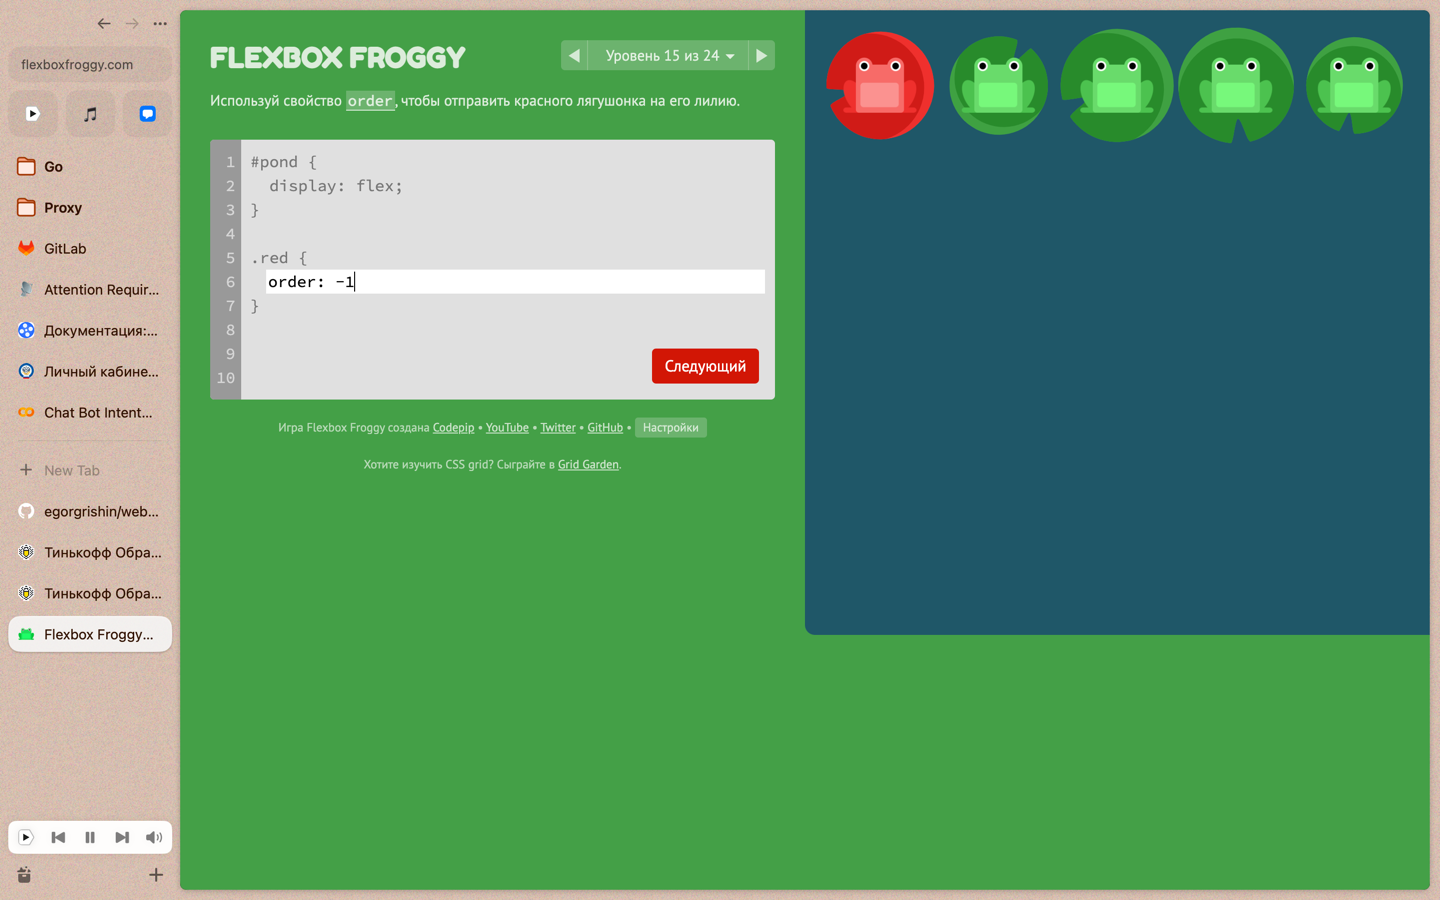 flexboxfroggy.com
Go
Proxy
GitLab
Attention Requir...
Документация:...
Личный кабине...
Chat Bot Intent...
New Tab
egorgrishin/web...
Тинькофф Обра...
Тинькофф Обра...
Flexbox Froggy...
FLEXBOX FROGGY
Уровень 15 из 24
Используй свойство order, чтобы отправить красного лягушонка на его лилию.
1 #pond {
2 display: flex;
3 }
4
5 .red {
6 order: -1
7 }
8
9
10
Следующий
Игра Flexbox Froggy создана Codepip • YouTube • Twitter • GitHub • Настройки
Хотите изучить CSS grid? Сыграйте в Grid Garden.